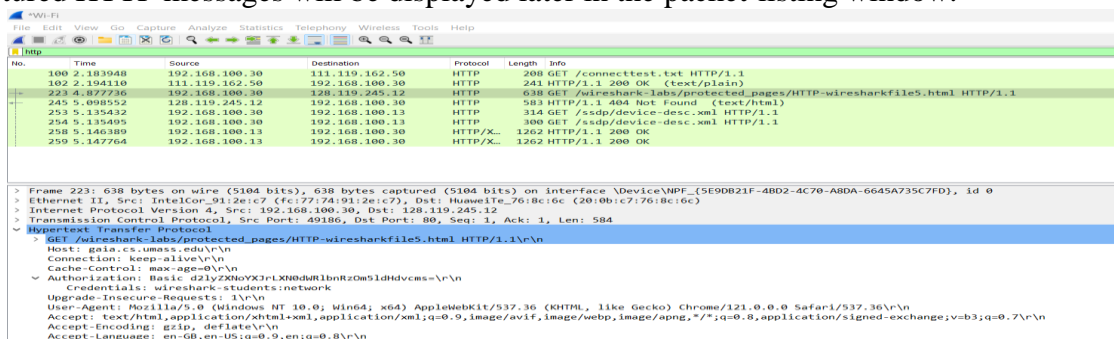 *Wi-Fi
File Edit View Go Capture Analyze Statistics Telephony Wireless Tools Help
http
No. Time Source Destination Protocol Length Info
100 2.183948 192.168.100.30 111.119.162.50 HTTP 208 GET /connecttest.txt HTTP/1.1
102 2.194110 111.119.162.50 192.168.100.30 HTTP 241 HTTP/1.1 200 OK (text/plain)
223 4.877736 192.168.100.30 128.119.245.12 HTTP 638 GET /wireshark-labs/protected_pages/HTTP-wiresharkfile5.html HTTP/1.1
245 5.098552 128.119.245.12 192.168.100.30 HTTP 583 HTTP/1.1 404 Not Found (text/html)
253 5.135432 192.168.100.30 192.168.100.13 HTTP 314 GET /ssdp/device-desc.xml HTTP/1.1
254 5.135495 192.168.100.30 192.168.100.13 HTTP 300 GET /ssdp/device-desc.xml HTTP/1.1
258 5.146389 192.168.100.13 192.168.100.30 HTTP/X… 1262 HTTP/1.1 200 OK
259 5.147764 192.168.100.13 192.168.100.30 HTTP/X… 1262 HTTP/1.1 200 OK
> Frame 223: 638 bytes on wire (5104 bits), 638 bytes captured (5104 bits) on interface \Device\NPF_{5E9DB21F-4BD2-4C70-A8DA-6645A735C7FD}, id 0
> Ethernet II, Src: IntelCor_91:2e:c7 (fc:77:74:91:2e:c7), Dst: HuaweiTe_76:8c:6c (20:0b:c7:76:8c:6c)
> Internet Protocol Version 4, Src: 192.168.100.30, Dst: 128.119.245.12
> Transmission Control Protocol, Src Port: 49186, Dst Port: 80, Seq: 1, Ack: 1, Len: 584
Hypertext Transfer Protocol
> GET /wireshark-labs/protected_pages/HTTP-wiresharkfile5.html HTTP/1.1\r\n
Host: gaia.cs.umass.edu\r\n
Connection: keep-alive\r\n
Cache-Control: max-age=0\r\n
Authorization: Basic d2lyZXNoYXJrLXN0dWRlbnRzOm5ldHdvcms=\r\n
Credentials: wireshark-students:network
Upgrade-Insecure-Requests: 1\r\n
User-Agent: Mozilla/5.0 (Windows NT 10.0; Win64; x64) AppleWebKit/537.36 (KHTML, like Gecko) Chrome/121.0.0.0 Safari/537.36\r\n
Accept: text/html,application/xhtml+xml,application/xml;q=0.9,image/avif,image/webp,image/apng,*/*;q=0.8,application/signed-exchange;v=b3;q=0.7\r\n
Accept-Encoding: gzip, deflate\r\n
Accept-Language: en-GB,en-US;q=0.9,en;q=0.8\r\n